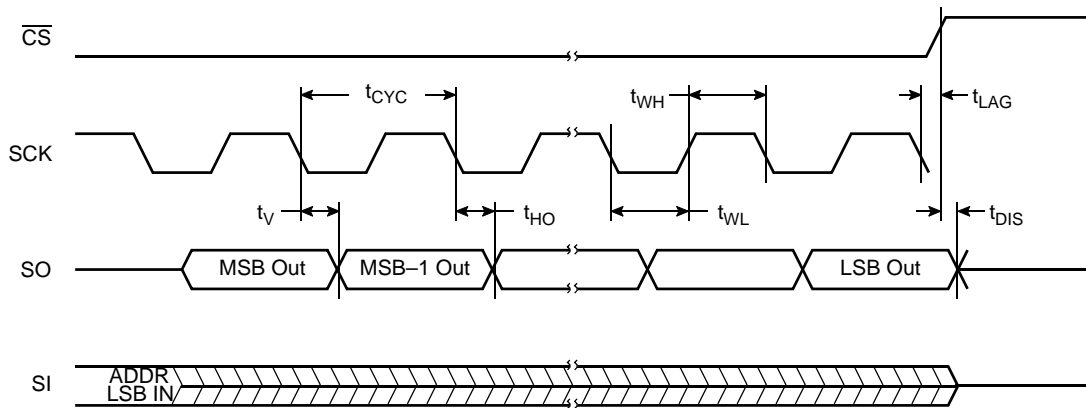 CS
tCYC
tWH
tLAG
SCK
tV
tHO
tWL
tDIS
SO
MSB Out
MSB–1 Out
LSB Out
SI
ADDR
LSB IN